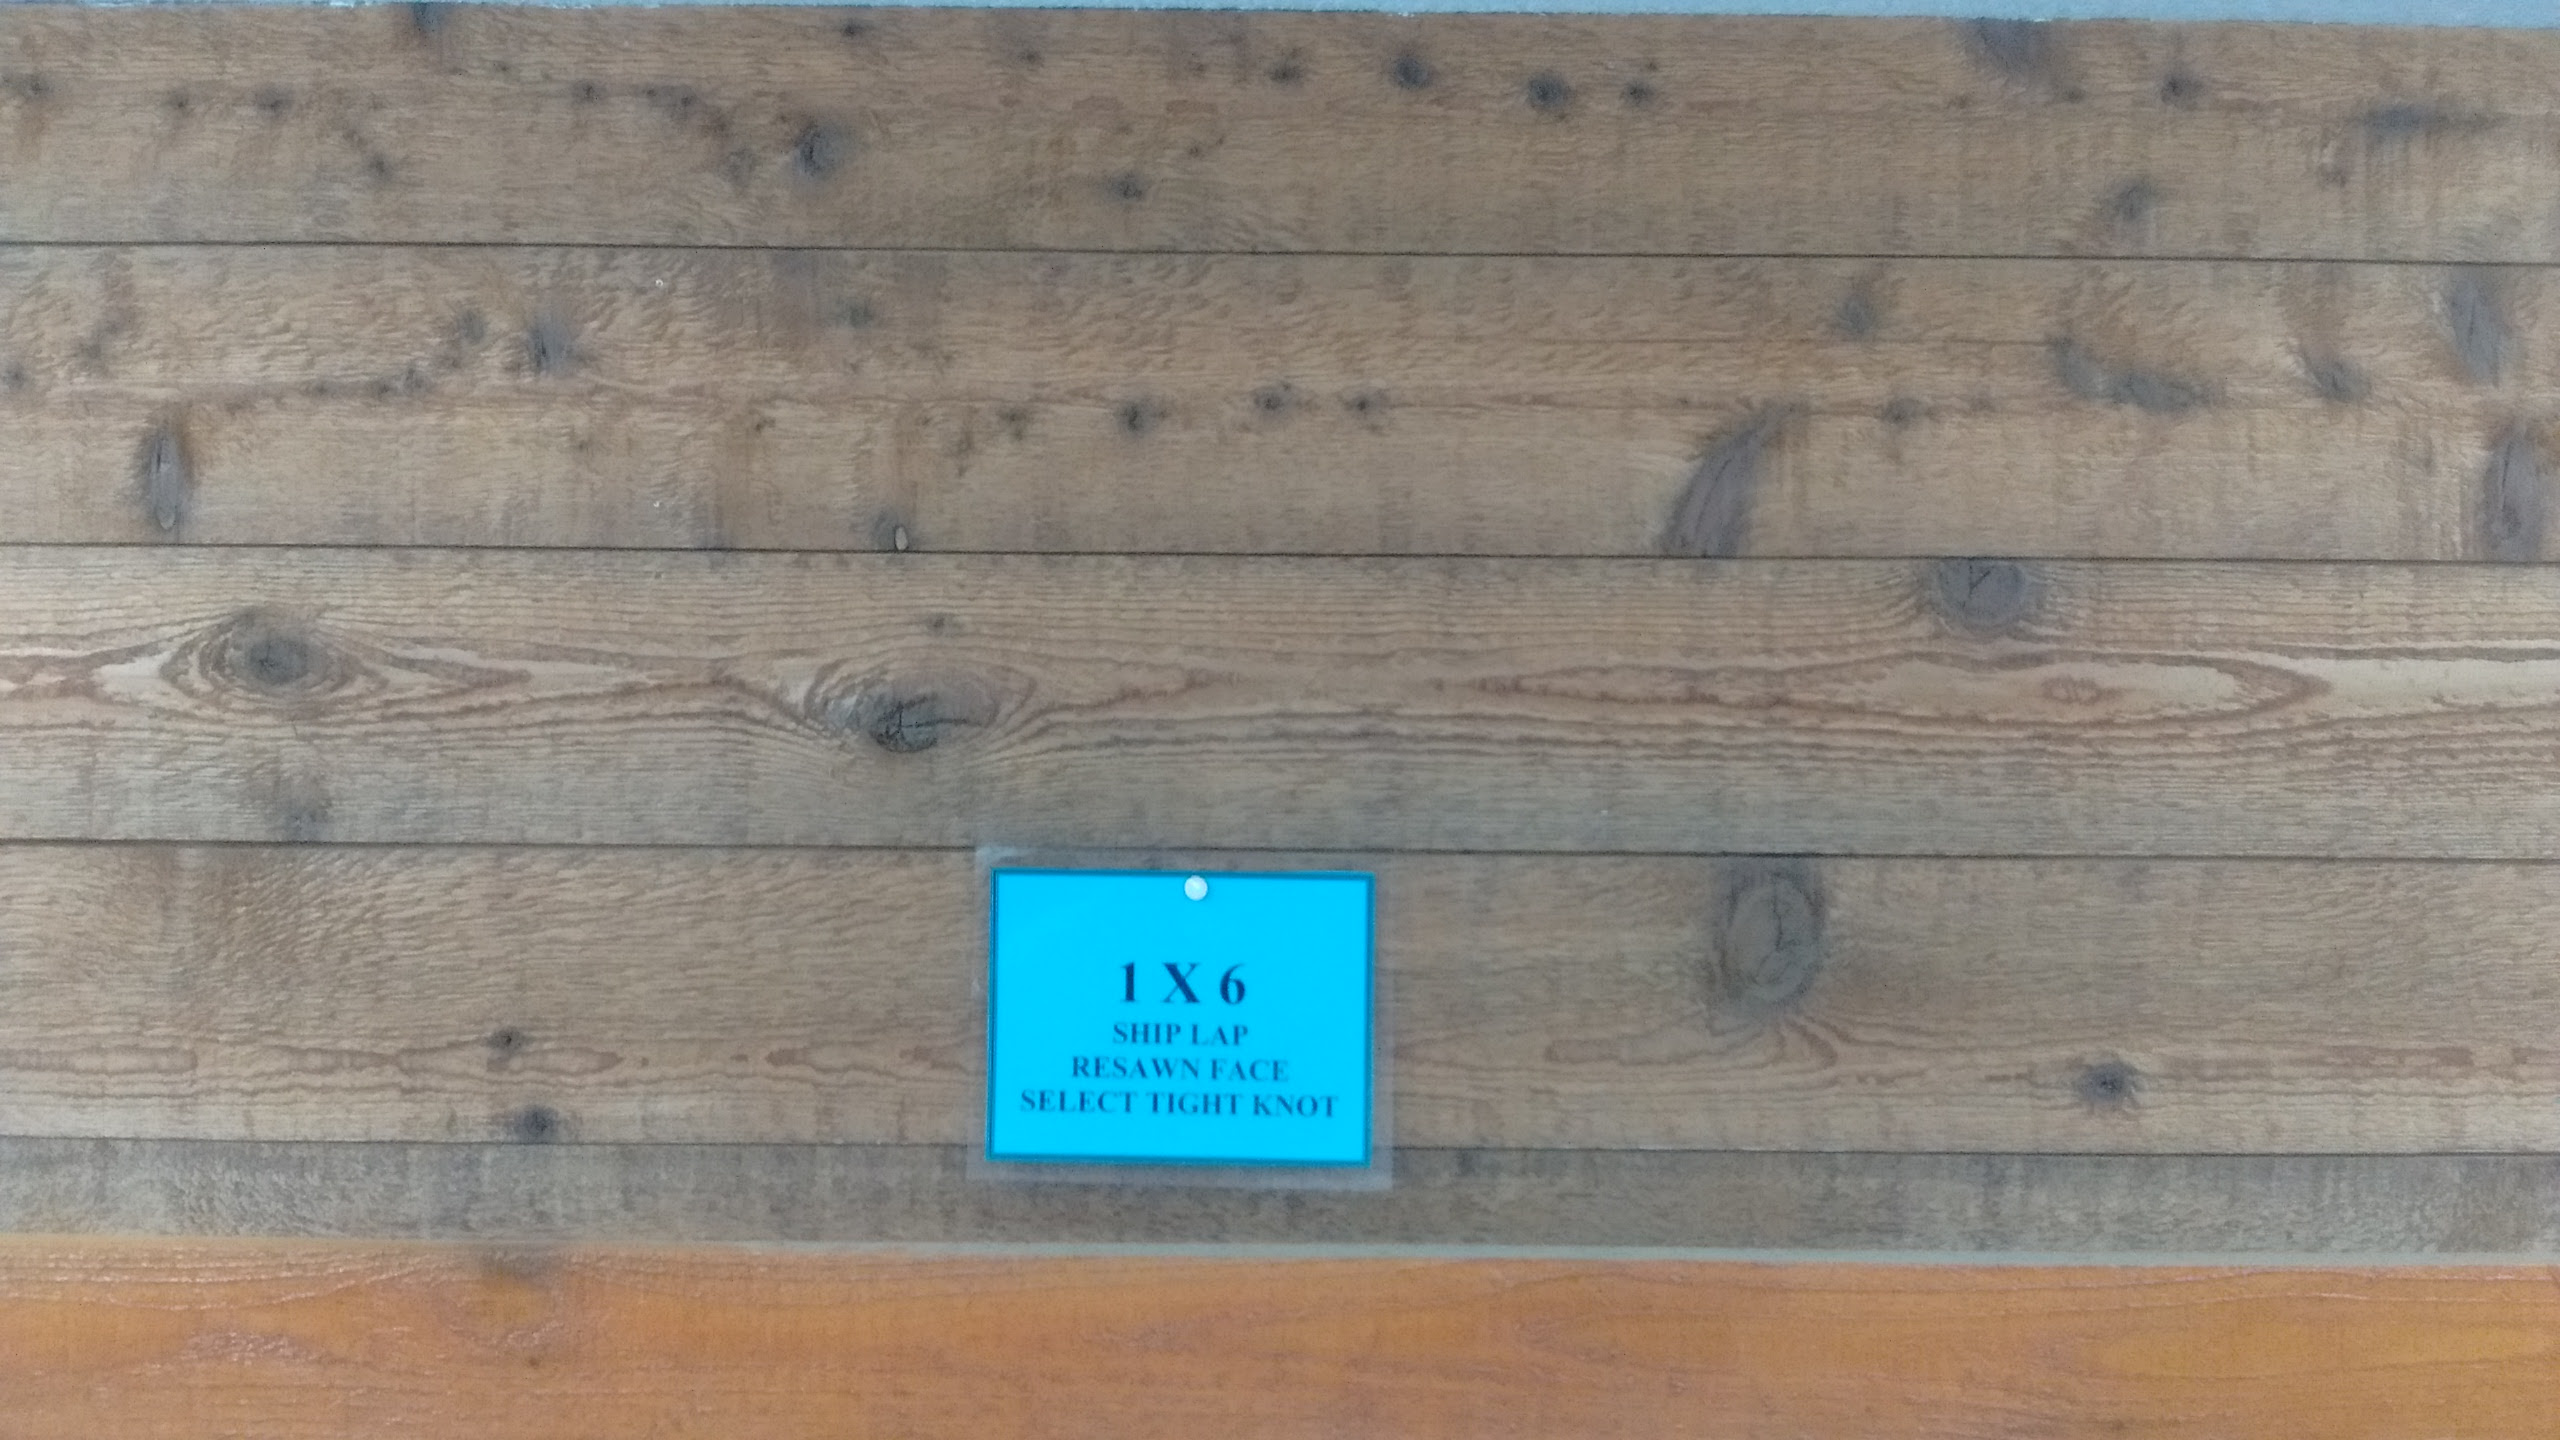 1 X 6
SHIP LAP
RESAWN FACE
SELECT TIGHT KNOT